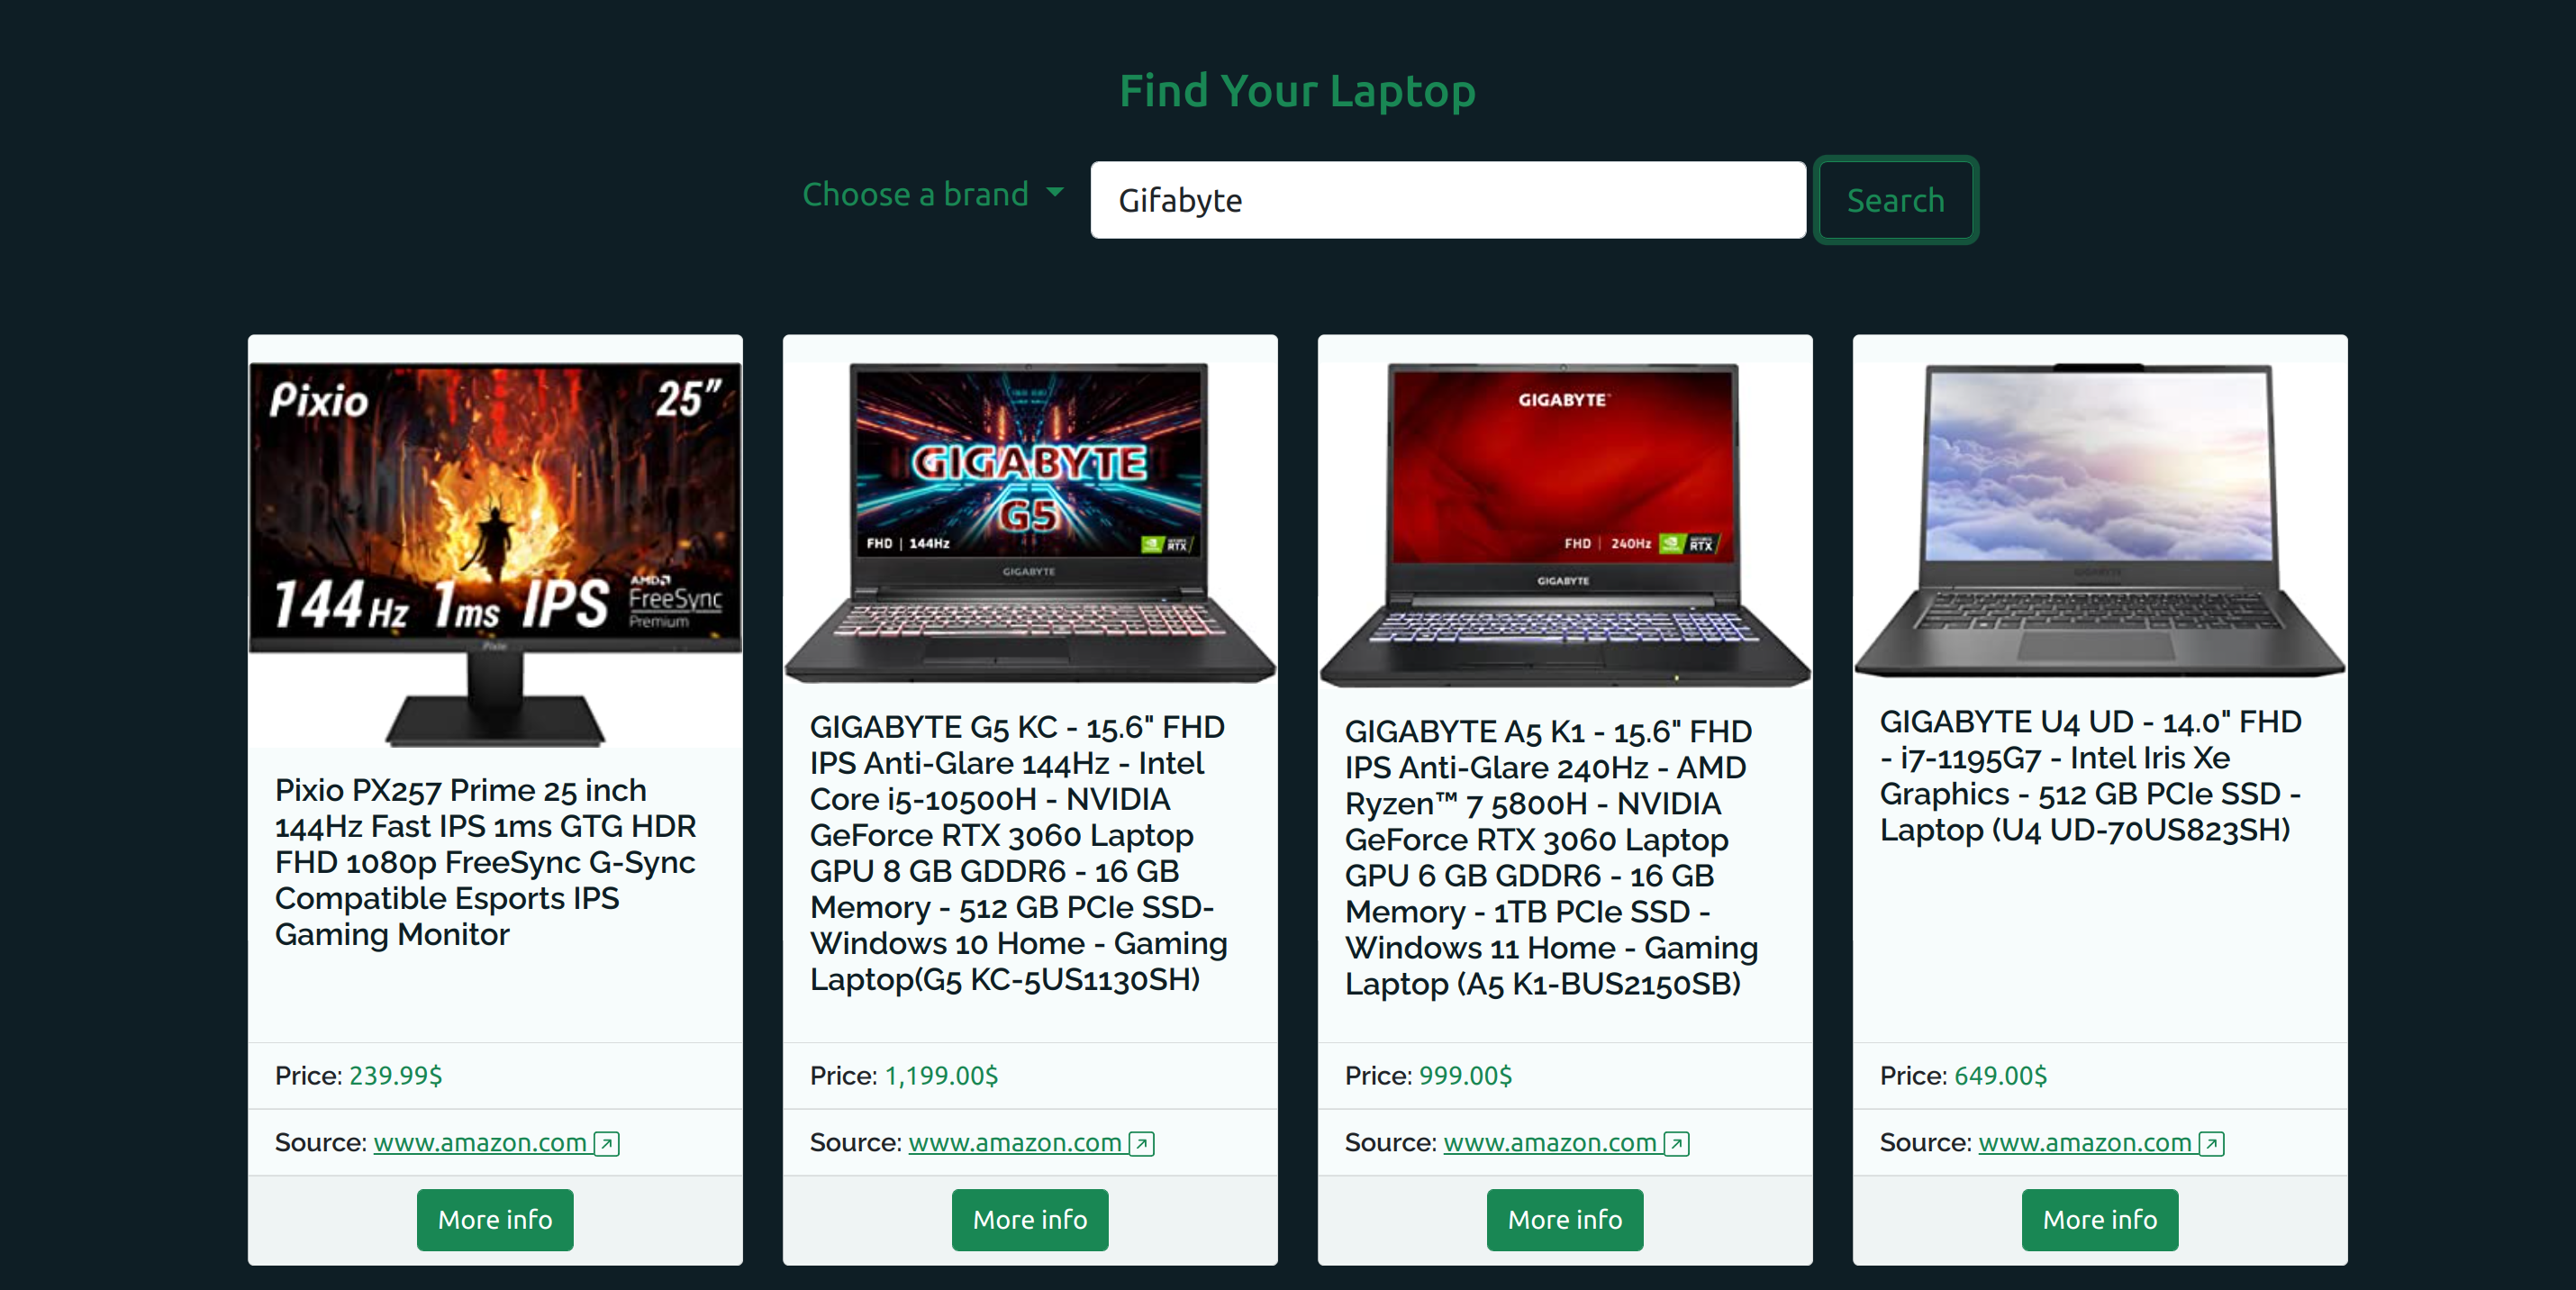 Find Your Laptop
Choose a brand
Gifabyte
Search
Pixio
25”
144Hz 1ms IPS
AMD
FreeSync
Premium
Pixio
Pixio PX257 Prime 25 inch
144Hz Fast IPS 1ms GTG HDR
FHD 1080p FreeSync G-Sync
Compatible Esports IPS
Gaming Monitor
Price: 239.99$
Source: www.amazon.com
More info
GIGABYTE
G5
FHD | 144Hz
RTX
GIGABYTE
GIGABYTE G5 KC - 15.6" FHD
IPS Anti-Glare 144Hz - Intel
Core i5-10500H - NVIDIA
GeForce RTX 3060 Laptop
GPU 8 GB GDDR6 - 16 GB
Memory - 512 GB PCIe SSD-
Windows 10 Home - Gaming
Laptop(G5 KC-5US1130SH)
Price: 1,199.00$
Source: www.amazon.com
More info
GIGABYTE™
FHD | 240Hz
RTX
GIGABYTE
GIGABYTE A5 K1 - 15.6" FHD
IPS Anti-Glare 240Hz - AMD
Ryzen™ 7 5800H - NVIDIA
GeForce RTX 3060 Laptop
GPU 6 GB GDDR6 - 16 GB
Memory - 1TB PCIe SSD -
Windows 11 Home - Gaming
Laptop (A5 K1-BUS2150SB)
Price: 999.00$
Source: www.amazon.com
More info
GIGABYTE
GIGABYTE U4 UD - 14.0" FHD
- i7-1195G7 - Intel Iris Xe
Graphics - 512 GB PCIe SSD -
Laptop (U4 UD-70US823SH)
Price: 649.00$
Source: www.amazon.com
More info